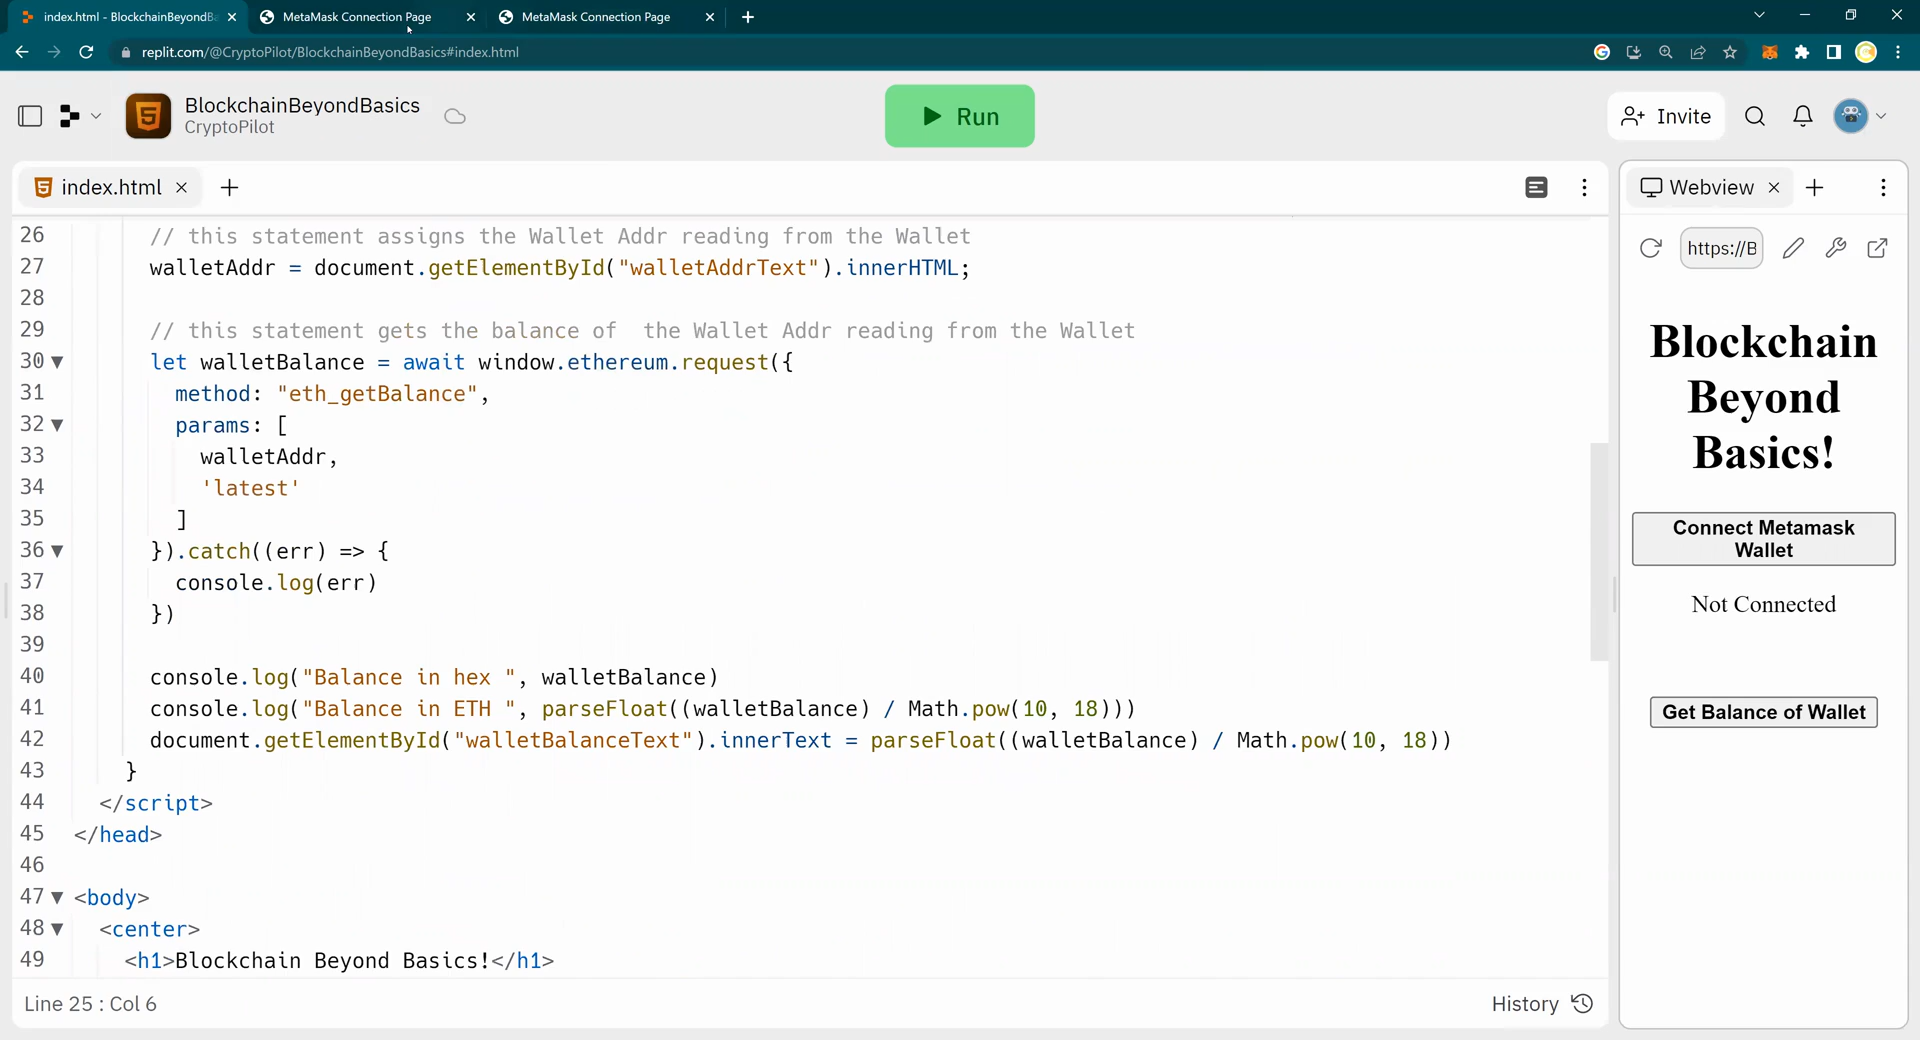 index.html - BlockchainBeyondBa
MetaMask Connection Page
MetaMask Connection Page
replit.com/@CryptoPilot/BlockchainBeyondBasics#index.html
BlockchainBeyondBasics
CryptoPilot
Run
Invite
index.html
Webview
https://B
26 // this statement assigns the Wallet Addr reading from the Wallet
27 walletAddr = document.getElementById("walletAddrText").innerHTML;
28
29 // this statement gets the balance of  the Wallet Addr reading from the Wallet
30 let walletBalance = await window.ethereum.request({
31 method: "eth_getBalance",
32 params: [
33 walletAddr,
34 'latest'
35 ]
36 }).catch((err) => {
37 console.log(err)
38 })
39
40 console.log("Balance in hex ", walletBalance)
41 console.log("Balance in ETH ", parseFloat((walletBalance) / Math.pow(10, 18)))
42 document.getElementById("walletBalanceText").innerText = parseFloat((walletBalance) / Math.pow(10, 18))
43 }
44 </script>
45 </head>
46
47 <body>
48 <center>
49 <h1>Blockchain Beyond Basics!</h1>
Blockchain
Beyond
Basics!
Connect Metamask
Wallet
Not Connected
Get Balance of Wallet
Line 25 : Col 6
History